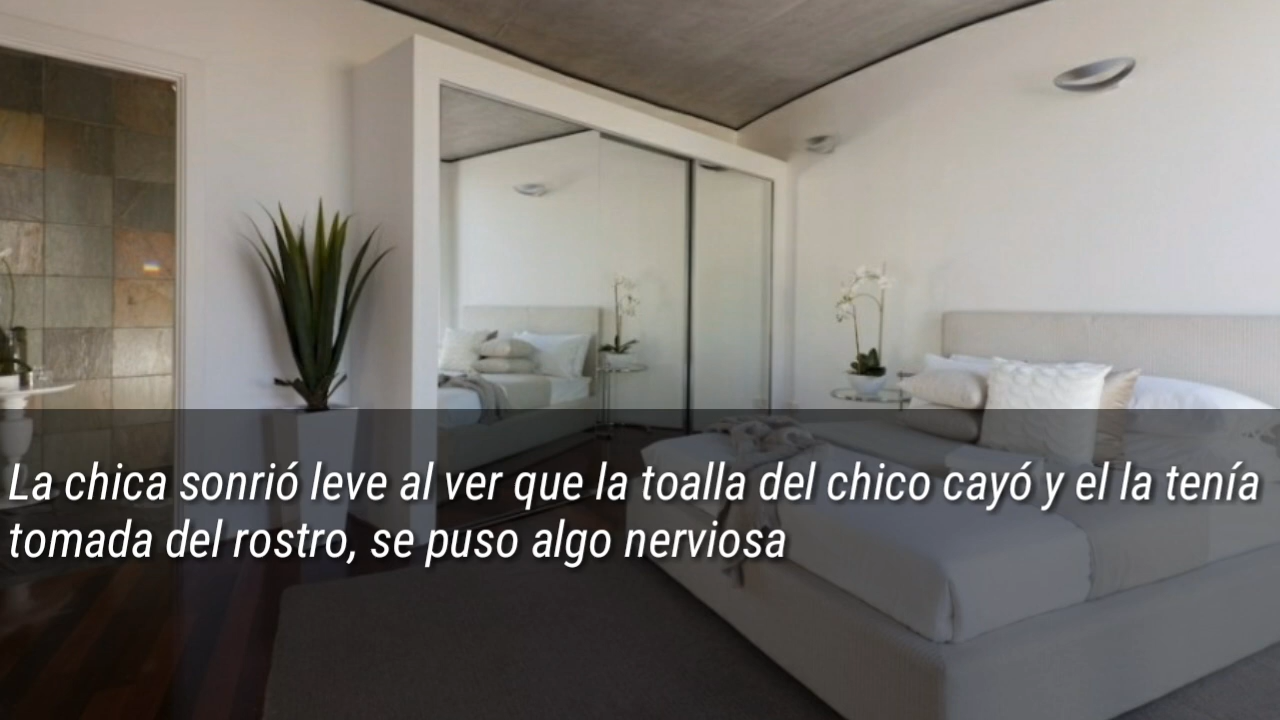 La chica sonrió leve al ver que la toalla del chico cayó y el la tenía
tomada del rostro, se puso algo nerviosa